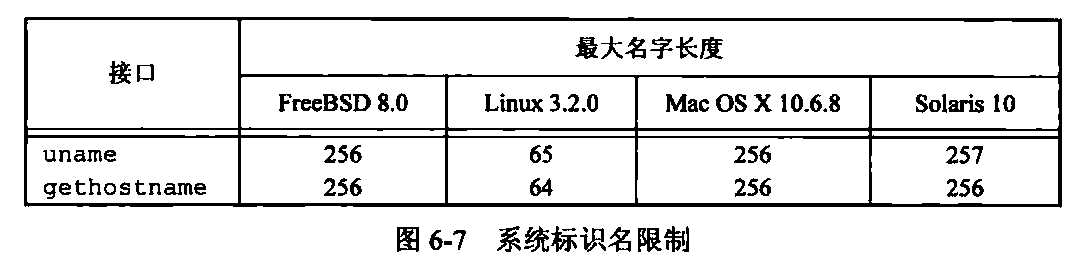 接口
最大名字长度
FreeBSD 8.0 Linux 3.2.0 Mac OS X 10.6.8 Solaris 10
uname 256 65 256 257
gethostname 256 64 256 256
图 6-7 系统标识名限制